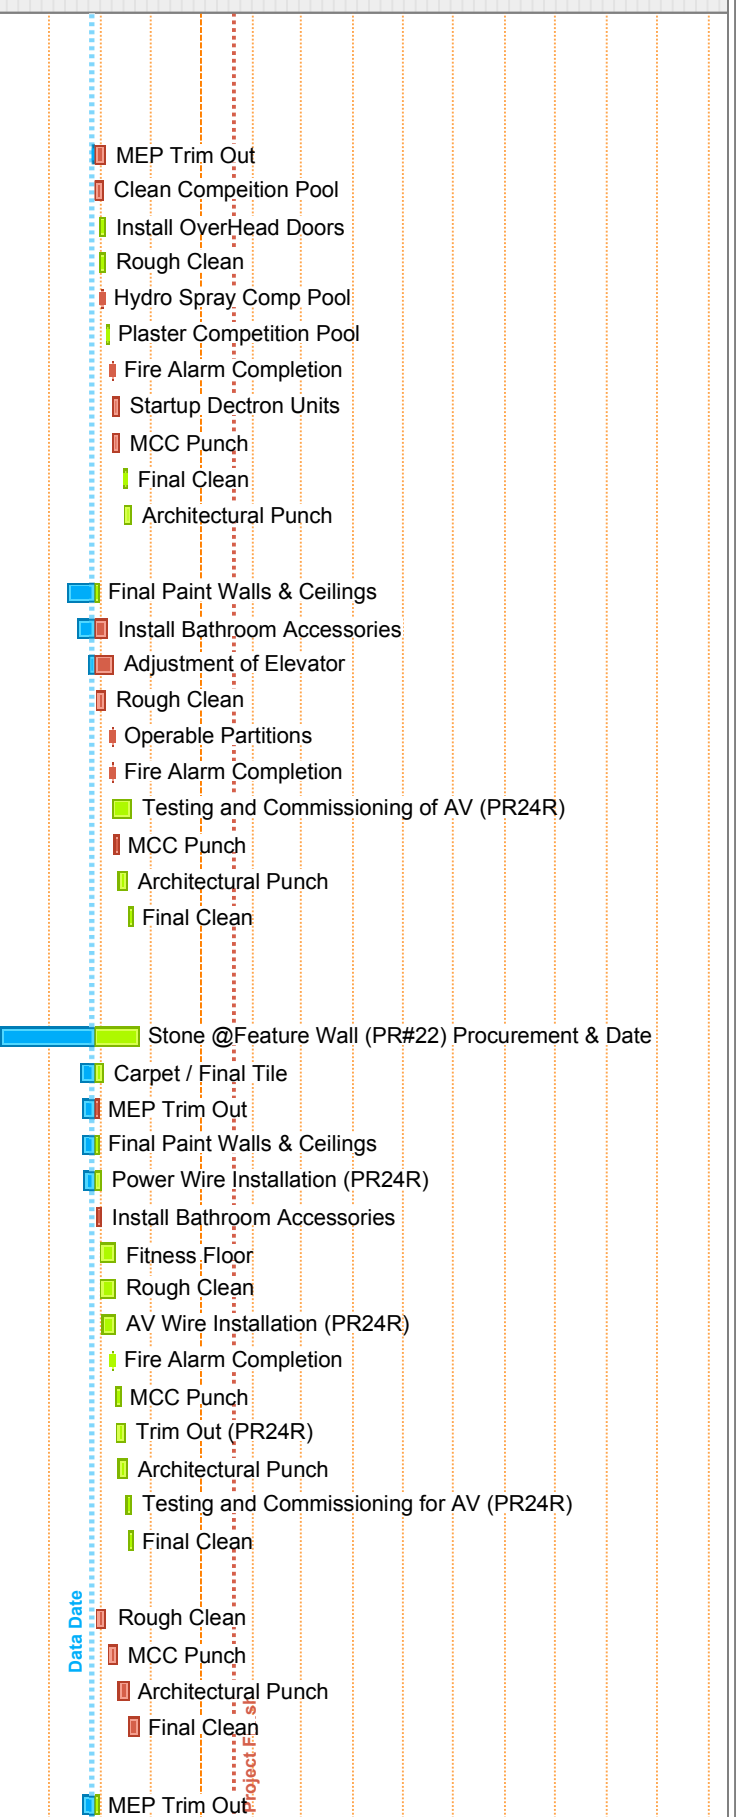 MEP Trim Out
Clean Compeition Pool
Install OverHead Doors
Rough Clean
Hydro Spray Comp Pool
Plaster Competition Pool
Fire Alarm Completion
Startup Dectron Units
MCC Punch
Final Clean
Architectural Punch
Final Paint Walls & Ceilings
Install Bathroom Accessories
Adjustment of Elevator
Rough Clean
Operable Partitions
Fire Alarm Completion
Testing and Commissioning of AV (PR24R)
MCC Punch
Architectural Punch
Final Clean
Stone @Feature Wall (PR#22) Procurement & Date
Carpet / Final Tile
MEP Trim Out
Final Paint Walls & Ceilings
Power Wire Installation (PR24R)
Install Bathroom Accessories
Fitness Floor
Rough Clean
AV Wire Installation (PR24R)
Fire Alarm Completion
MCC Punch
Trim Out (PR24R)
Architectural Punch
Testing and Commissioning for AV (PR24R)
Final Clean
Data Date
Rough Clean
MCC Punch
Architectural Punch
Final Clean
Project
MEP Trim Out